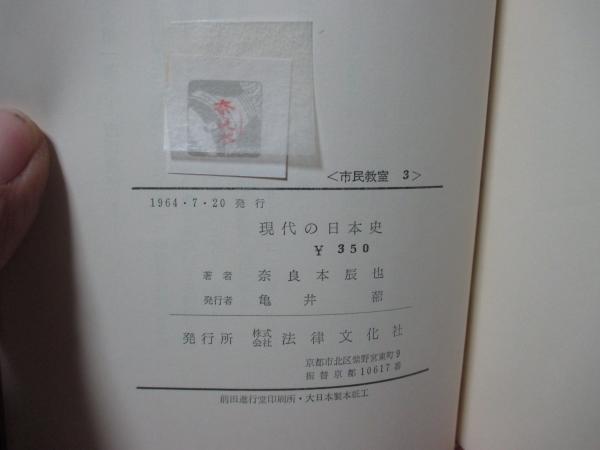 奈良本
<市民教室 3>
1964・7・20 発行
現代の日本史
¥ 350
著者 奈良本辰也
発行者 亀井蔀
発行所 株式会社 法律文化社
京都市北区紫野宮東町9
振替京都10617番
前田進行堂印刷所・大日本製本紙工